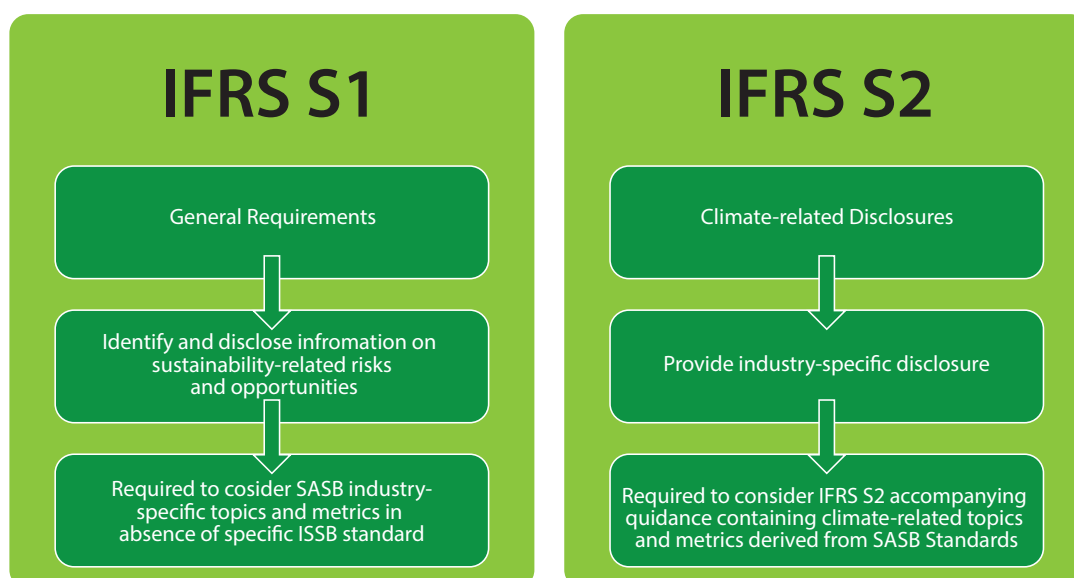 IFRS S1
General Requirements
Identify and disclose infromation on
sustainability-related risks
and opportunities
Required to cosider SASB industry-
specific topics and metrics in
absence of specific ISSB standard
IFRS S2
Climate-related Disclosures
Provide industry-specific disclosure
Required to consider IFRS S2 accompanying
quidance containing climate-related topics
and metrics derived from SASB Standards